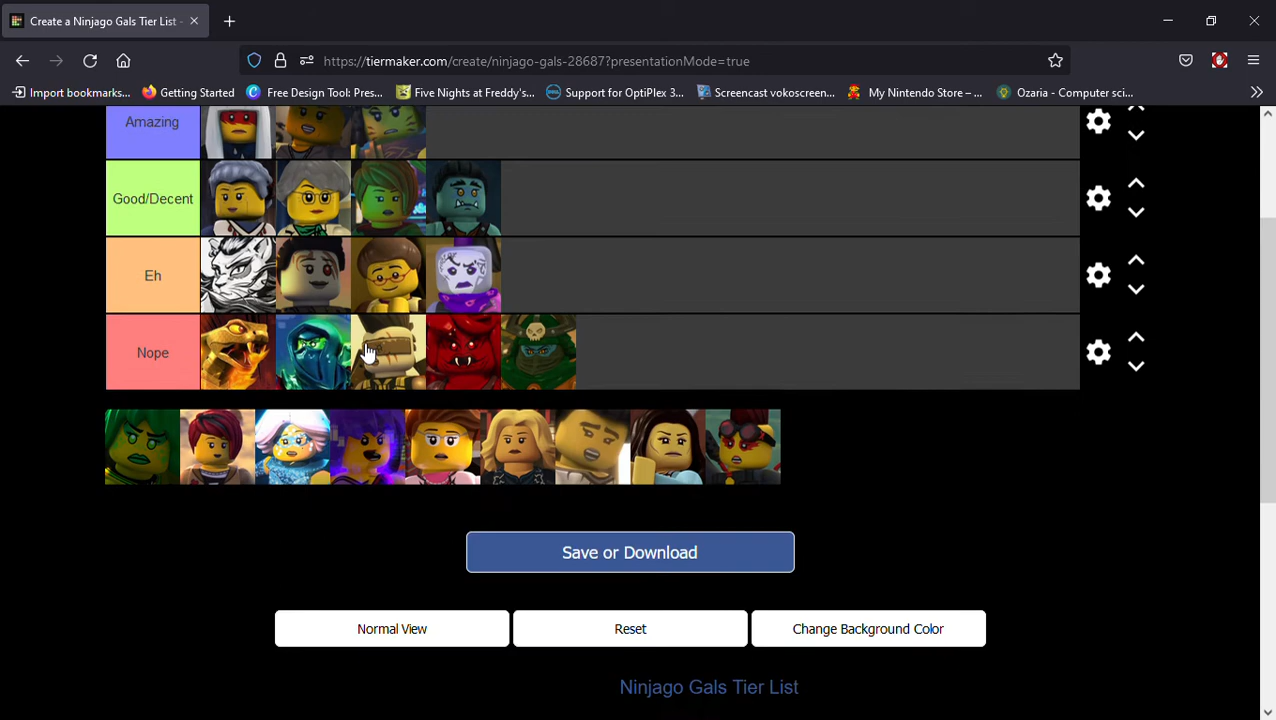 Create a Ninjago Gals Tier List -
https://tiermaker.com/create/ninjago-gals-28687?presentationMode=true
Import bookmarks...
Getting Started
Free Design Tool: Pres...
Five Nights at Freddy's...
Support for OptiPlex 3...
Screencast vokoscreen...
My Nintendo Store – ...
Ozaria - Computer sci...
Amazing
Good/Decent
Eh
Nope
Save or Download
Normal View
Reset
Change Background Color
Ninjago Gals Tier List